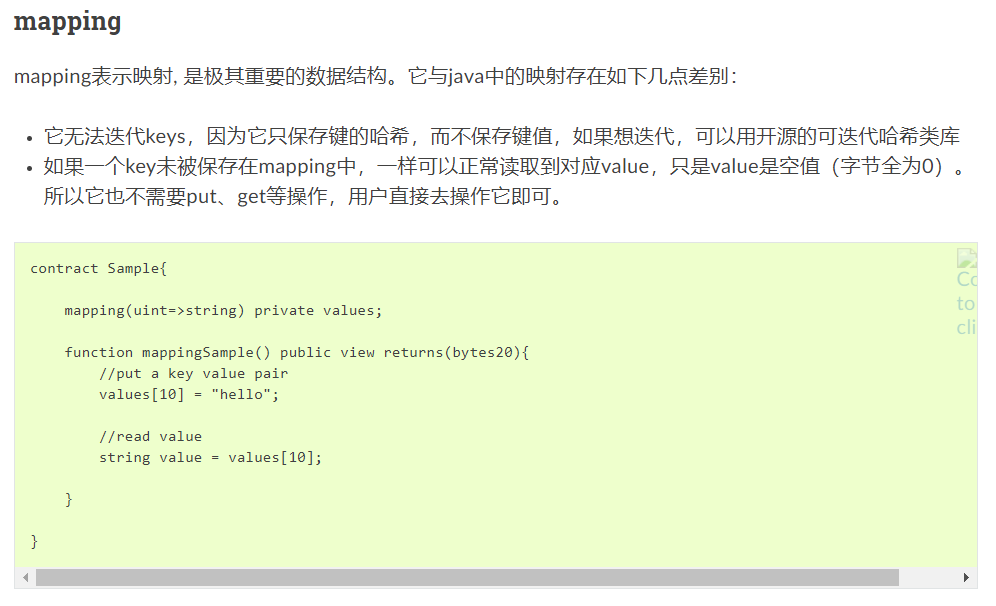 mapping
mapping表示映射, 是极其重要的数据结构。它与java中的映射存在如下几点差别：
• 它无法迭代keys，因为它只保存键的哈希，而不保存键值，如果想迭代，可以用开源的可迭代哈希类库
• 如果一个key未被保存在mapping中，一样可以正常读取到对应value，只是value是空值（字节全为0）。
所以它也不需要put、get等操作，用户直接去操作它即可。
contract Sample{
    mapping(uint=>string) private values;
    function mappingSample() public view returns(bytes20){
        //put a key value pair
        values[10] = "hello";
        //read value
        string value = values[10];
    }
}
to
cli